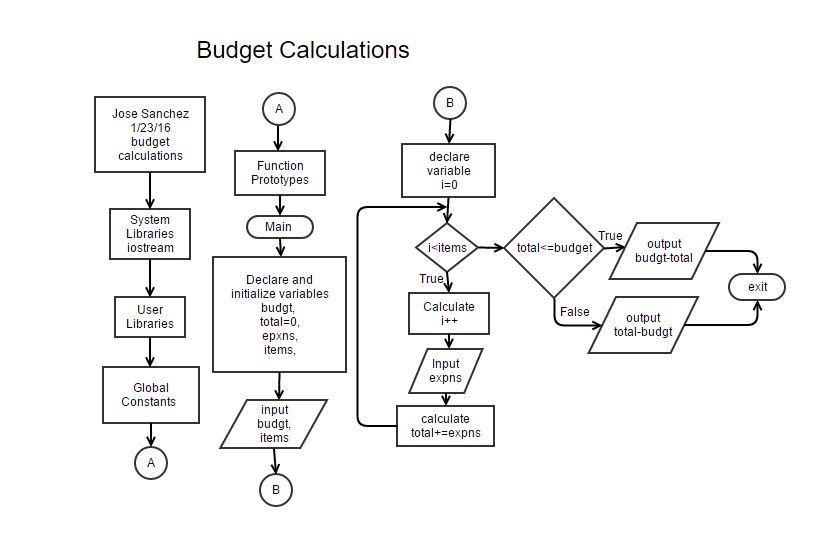 Budget Calculations
Jose Sanchez
1/23/16
budget
calculations
System
Libraries
iostream
User
Libraries
Global
Constants
A
A
Function
Prototypes
Main
Declare and
initialize variables
budgt,
total=0,
epxns,
items,
input
budgt,
items
B
B
declare
variable
i=0
i<items
True
Calculate
i++
Input
expns
calculate
total+=expns
total<=budget
True
output
budgt-total
False
output
total-budgt
exit